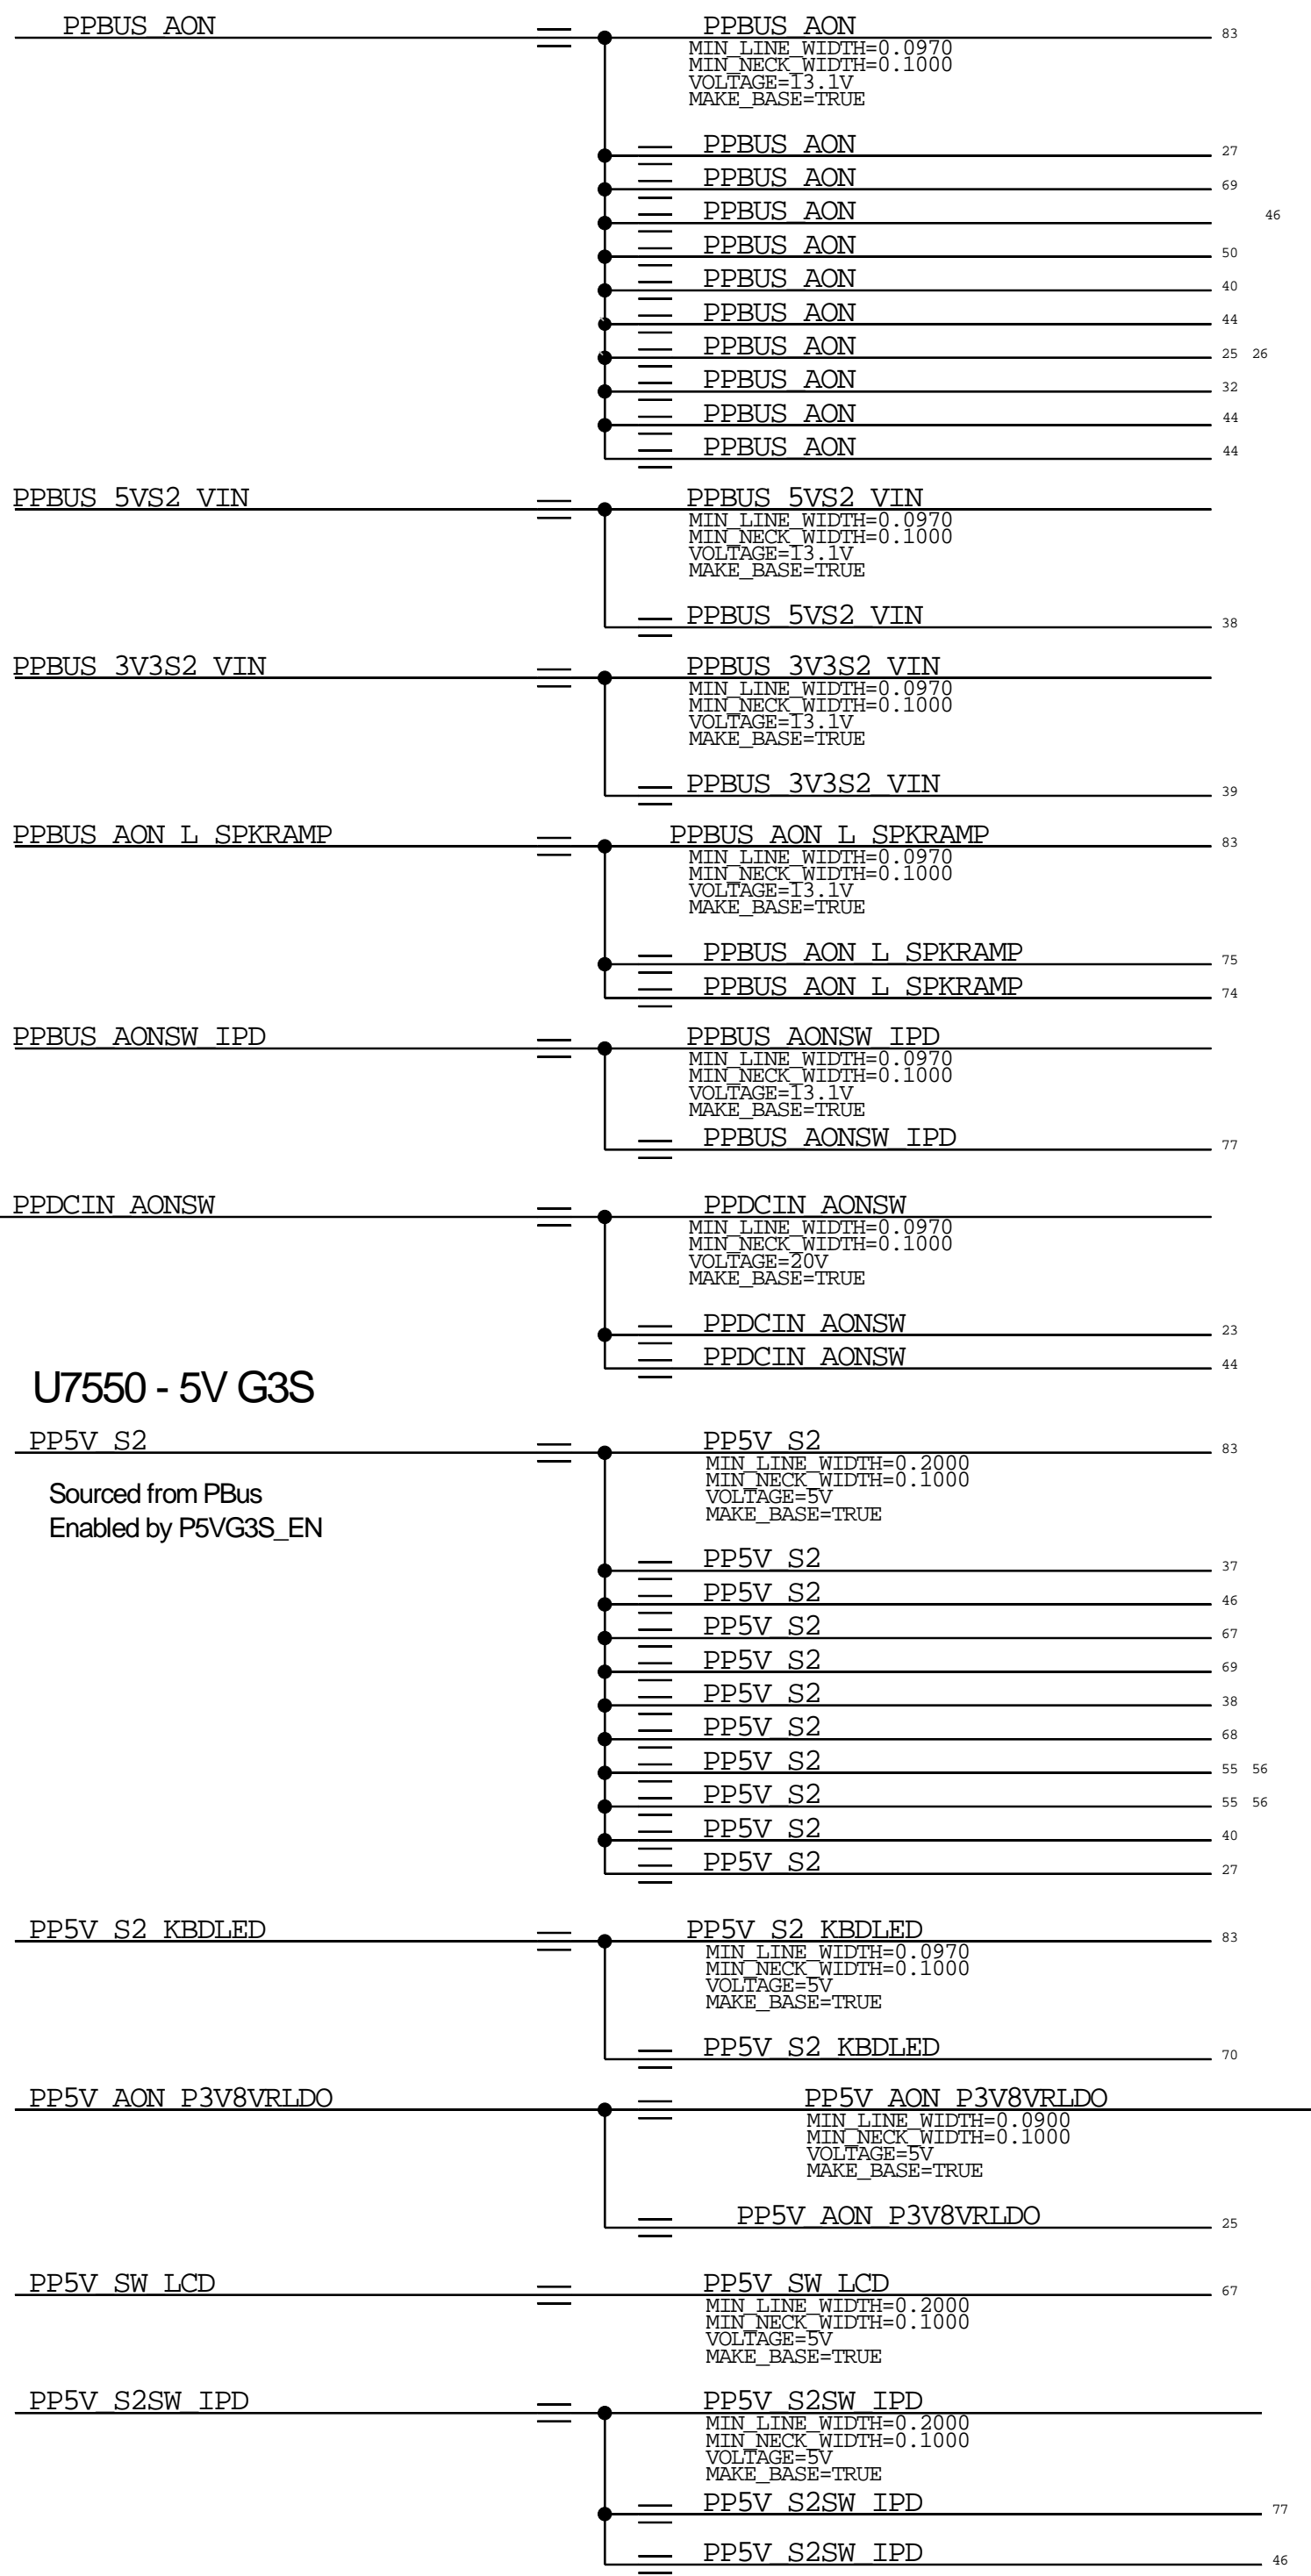 PPBUS_AON PPBUS_AON 83
MIN_LINE_WIDTH=0.0970
MIN_NECK_WIDTH=0.1000
VOLTAGE=13.1V
MAKE_BASE=TRUE
PPBUS_AON 27
PPBUS_AON 69
PPBUS_AON 46
PPBUS_AON 50
PPBUS_AON 40
PPBUS_AON 44
PPBUS_AON 25 26
PPBUS_AON 32
PPBUS_AON 44
PPBUS_AON 44
PPBUS_5VS2_VIN PPBUS_5VS2_VIN
MIN_LINE_WIDTH=0.0970
MIN_NECK_WIDTH=0.1000
VOLTAGE=13.1V
MAKE_BASE=TRUE
PPBUS_5VS2_VIN 38
PPBUS_3V3S2_VIN PPBUS_3V3S2_VIN
MIN_LINE_WIDTH=0.0970
MIN_NECK_WIDTH=0.1000
VOLTAGE=13.1V
MAKE_BASE=TRUE
PPBUS_3V3S2_VIN 39
PPBUS_AON_L_SPKRAMP PPBUS_AON_L_SPKRAMP 83
MIN_LINE_WIDTH=0.0970
MIN_NECK_WIDTH=0.1000
VOLTAGE=13.1V
MAKE_BASE=TRUE
PPBUS_AON_L_SPKRAMP 75
PPBUS_AON_L_SPKRAMP 74
PPBUS_AONSW_IPD PPBUS_AONSW_IPD
MIN_LINE_WIDTH=0.0970
MIN_NECK_WIDTH=0.1000
VOLTAGE=13.1V
MAKE_BASE=TRUE
PPBUS_AONSW_IPD 77
PPDCIN_AONSW PPDCIN_AONSW
MIN_LINE_WIDTH=0.0970
MIN_NECK_WIDTH=0.1000
VOLTAGE=20V
MAKE_BASE=TRUE
PPDCIN_AONSW 23
PPDCIN_AONSW 44
U7550 - 5V G3S
PP5V_S2 PP5V_S2 83
MIN_LINE_WIDTH=0.2000
MIN_NECK_WIDTH=0.1000
VOLTAGE=5V
MAKE_BASE=TRUE
Sourced from PBus
Enabled by P5VG3S_EN
PP5V_S2 37
PP5V_S2 46
PP5V_S2 67
PP5V_S2 69
PP5V_S2 38
PP5V_S2 68
PP5V_S2 55 56
PP5V_S2 55 56
PP5V_S2 40
PP5V_S2 27
PP5V_S2_KBDLED PP5V_S2_KBDLED 83
MIN_LINE_WIDTH=0.0970
MIN_NECK_WIDTH=0.1000
VOLTAGE=5V
MAKE_BASE=TRUE
PP5V_S2_KBDLED 70
PP5V_AON_P3V8VRLDO PP5V_AON_P3V8VRLDO
MIN_LINE_WIDTH=0.0900
MIN_NECK_WIDTH=0.1000
VOLTAGE=5V
MAKE_BASE=TRUE
PP5V_AON_P3V8VRLDO 25
PP5V_SW_LCD PP5V_SW_LCD 67
MIN_LINE_WIDTH=0.2000
MIN_NECK_WIDTH=0.1000
VOLTAGE=5V
MAKE_BASE=TRUE
PP5V_S2SW_IPD PP5V_S2SW_IPD
MIN_LINE_WIDTH=0.2000
MIN_NECK_WIDTH=0.1000
VOLTAGE=5V
MAKE_BASE=TRUE
PP5V_S2SW_IPD 77
PP5V_S2SW_IPD 46